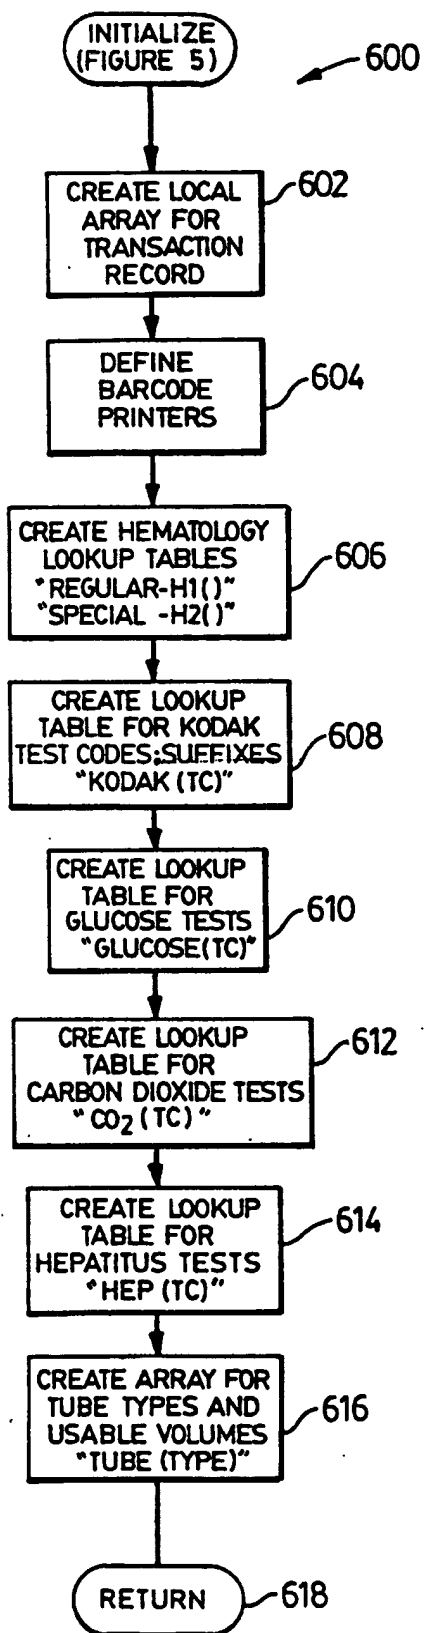 INITIALIZE
(FIGURE 5)
600
CREATE LOCAL
ARRAY FOR
TRANSACTION
RECORD
602
DEFINE
BARCODE
PRINTERS
604
CREATE HEMATOLOGY
LOOKUP TABLES
"REGULAR-H1()"
"SPECIAL -H2()"
606
CREATE LOOKUP
TABLE FOR KODAK
TEST CODES:SUFFIXES
"KODAK (TC)"
608
CREATE LOOKUP
TABLE FOR
GLUCOSE TESTS
"GLUCOSE(TC)"
610
CREATE LOOKUP
TABLE FOR
CARBON DIOXIDE TESTS
"CO₂ (TC)"
612
CREATE LOOKUP
TABLE FOR
HEPATITUS TESTS
"HEP (TC)"
614
CREATE ARRAY FOR
TUBE TYPES AND
USABLE VOLUMES
"TUBE (TYPE)"
616
RETURN
618